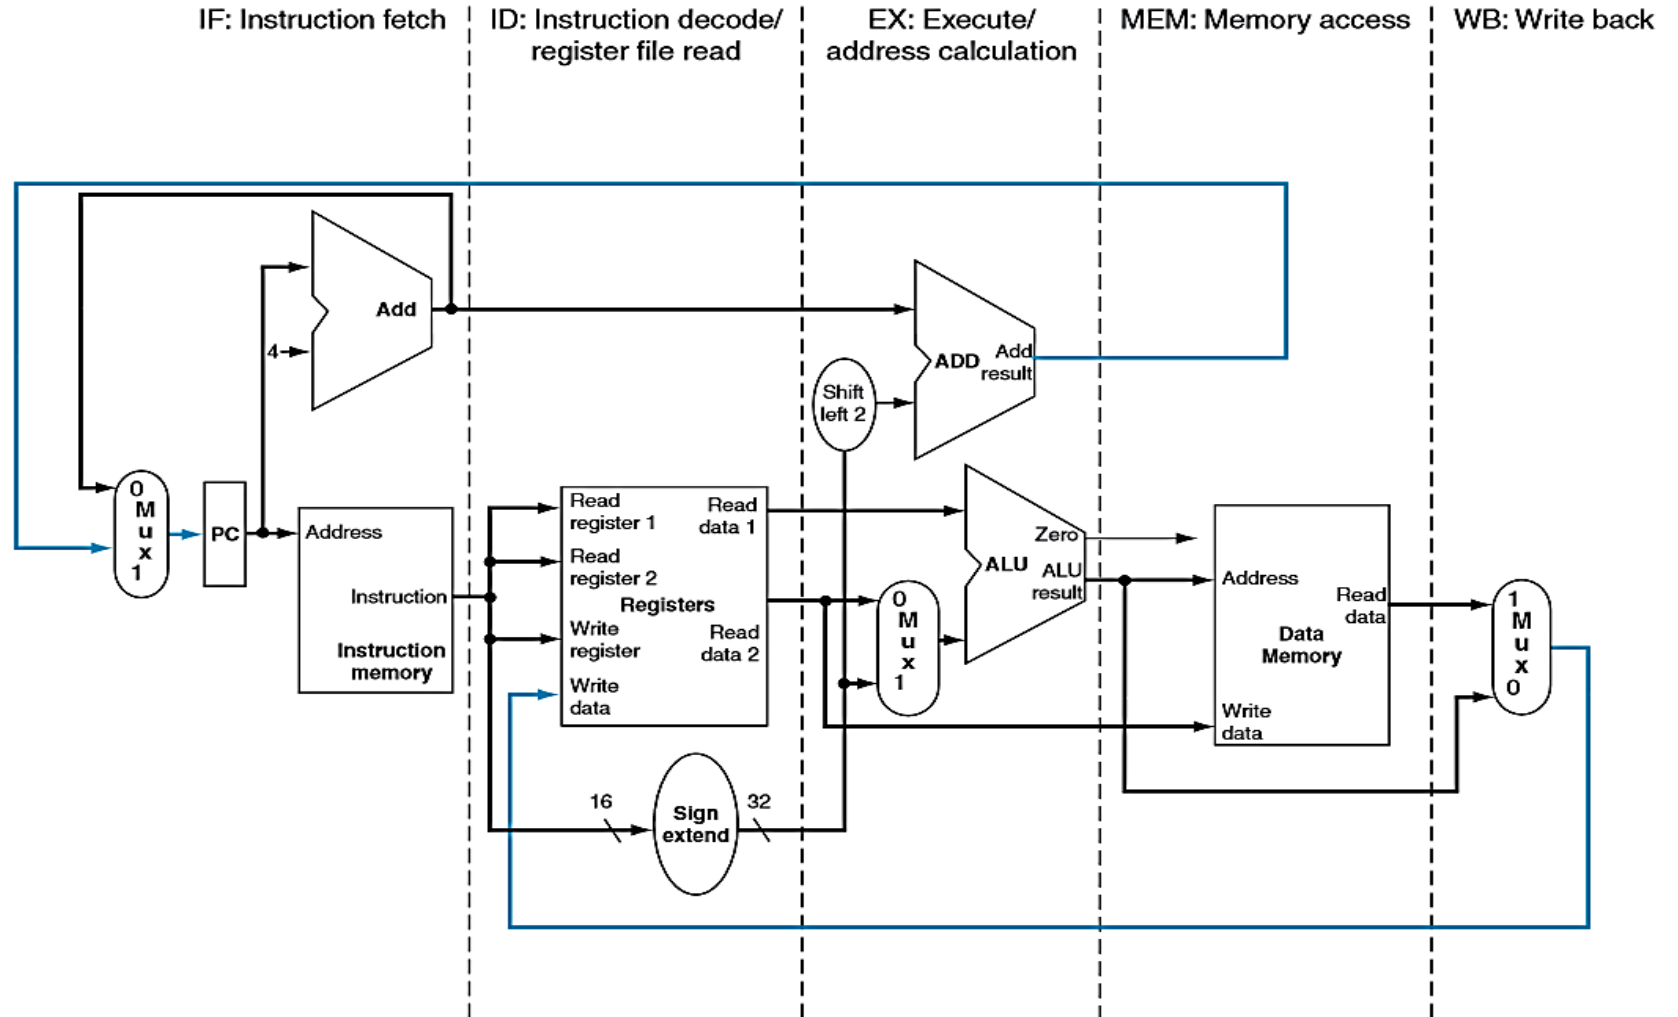 IF: Instruction fetch
ID: Instruction decode/
register file read
EX: Execute/
address calculation
MEM: Memory access
WB: Write back
Add
4
ADD
Add
result
Shift
left 2
0
M
u
x
1
PC
Address
Instruction
Instruction
memory
Read
register 1
Read
data 1
Read
register 2
Registers
Write
register
Read
data 2
Write
data
16
Sign
extend
32
0
M
u
x
1
Zero
ALU
ALU
result
Address
Read
data
Data
Memory
Write
data
1
M
u
x
0